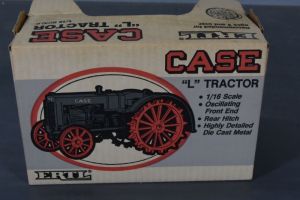 "L" TRACTOR
CASE
ERTL
CASE
"L" TRACTOR
• 1/16 Scale
• Oscillating
Front End
• Rear Hitch
• Highly Detailed
Die Cast Metal
CASE
ERTL